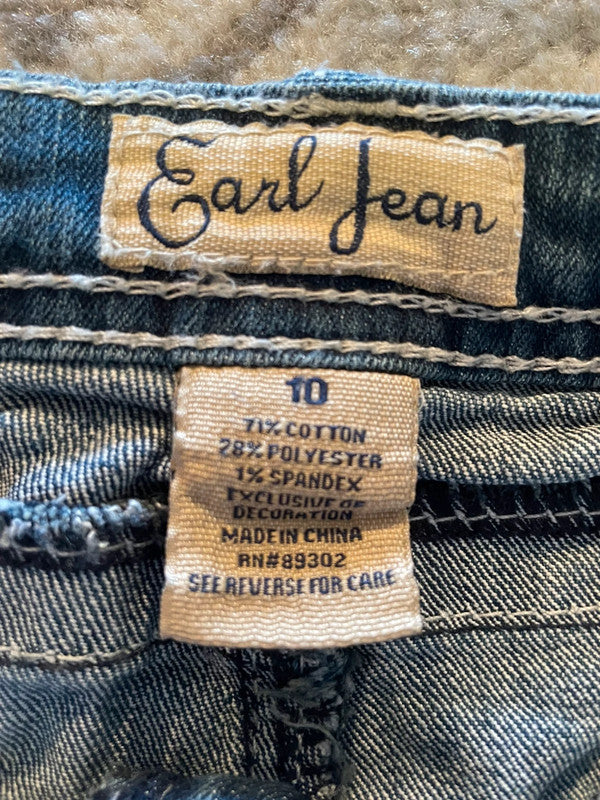 Earl Jean
10
71% COTTON
28% POLYESTER
1% SPANDEX
EXCLUSIVE OF
DECORATION
MADE IN CHINA
RN#89302
SEE REVERSE FOR CARE